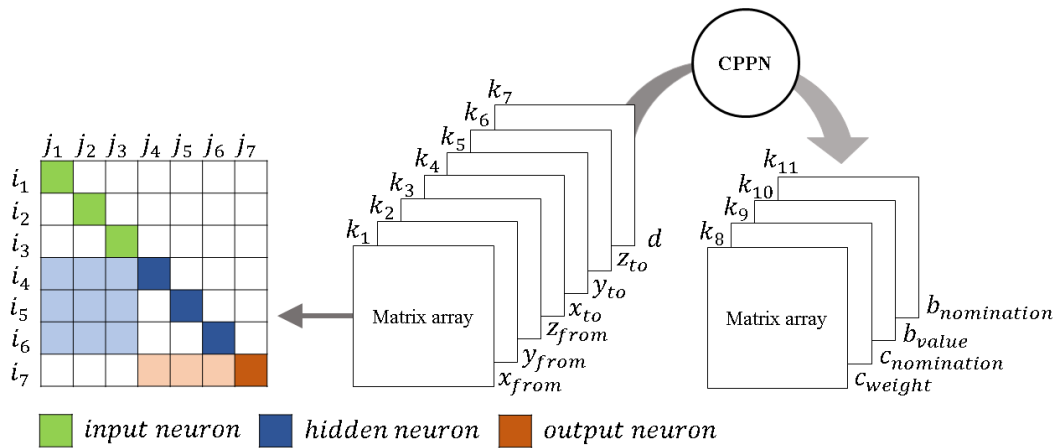 CPPN
j₁ j₂ j₃ j₄ j₅ j₆ j₇
i₁
i₂
i₃
i₄
i₅
i₆
i₇
k₇
k₆
k₅
k₄
k₃
k₂
k₁
Matrix array
d
z_to
y_to
x_to
z_from
y_from
x_from
k₁₁
k₁₀
k₉
k₈
Matrix array
b_nomination
b_value
c_nomination
c_weight
input neuron hidden neuron output neuron